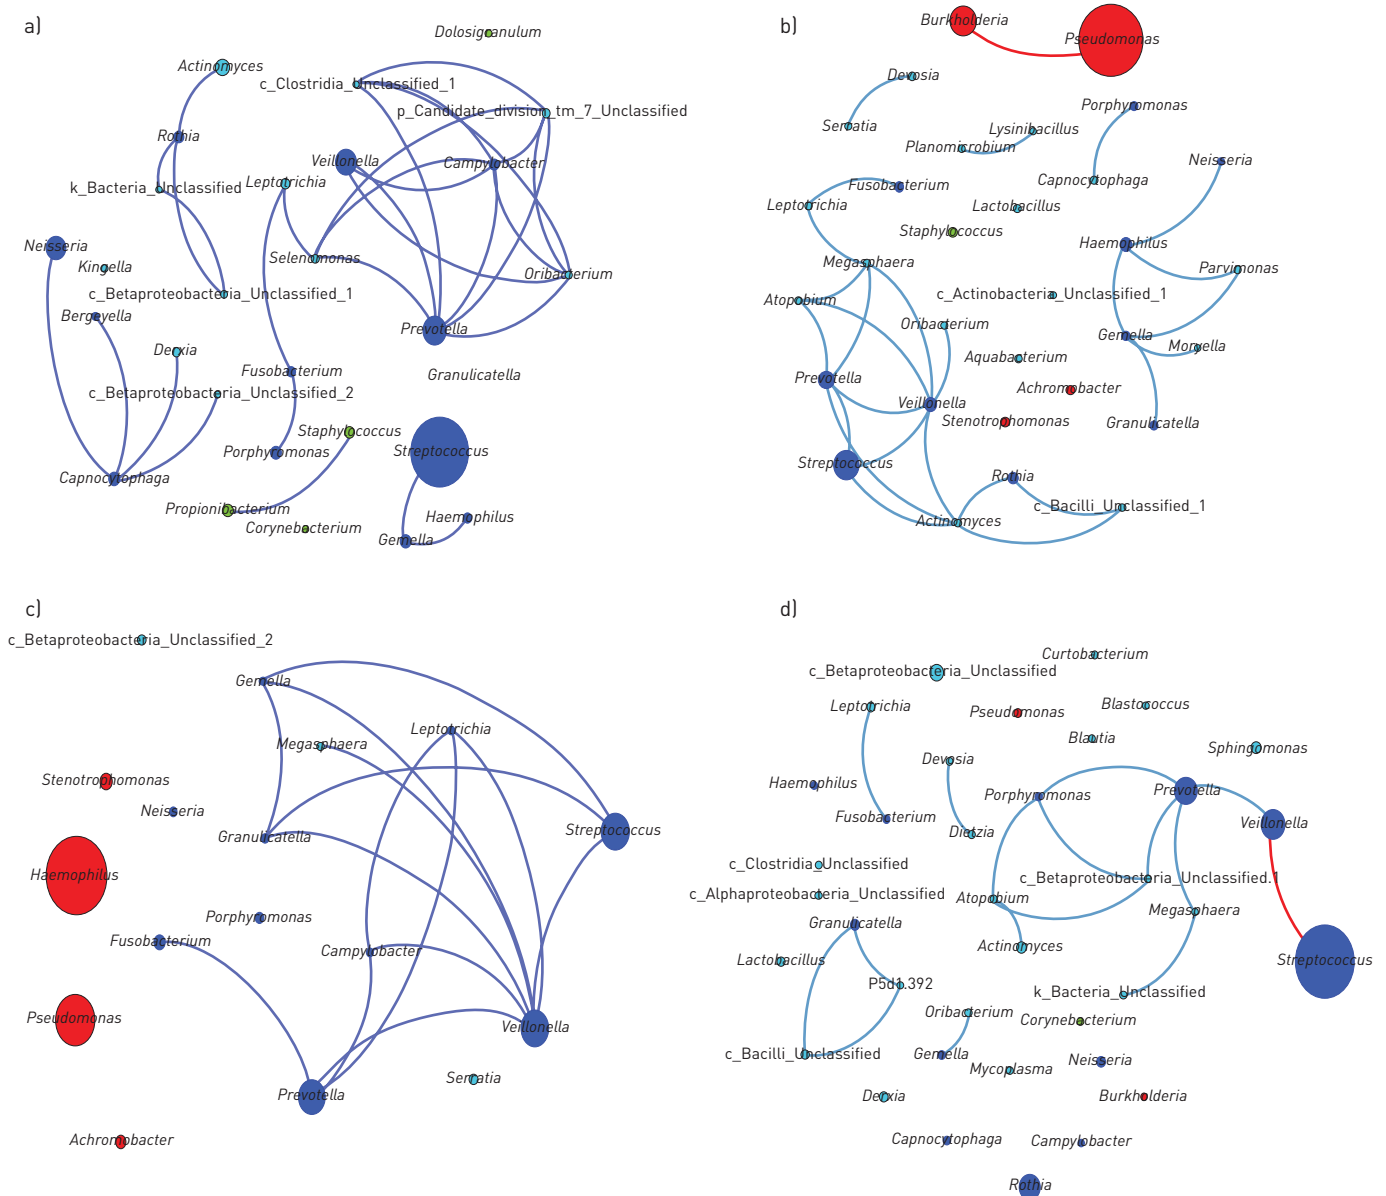 a)
Dolosigranulum
Actinomyces
c_Clostridia_Unclassified_1
p_Candidate_division_tm_7_Unclassified
Rothia
Veillonella
Campylobacter
k_Bacteria_Unclassified
Leptotrichia
Neisseria
Kingella
Selenomonas
Oribacterium
c_Betaproteobacteria_Unclassified_1
Bergeyella
Prevotella
Derxia
Fusobacterium
Granulicatella
c_Betaproteobacteria_Unclassified_2
Staphylococcus
Porphyromonas
Streptococcus
Capnocytophaga
Propionibacterium
Corynebacterium
Haemophilus
Gemella
b)
Burkholderia
Pseudomonas
Devosia
Porphyromonas
Serratia
Lysinibacillus
Planomicrobium
Neisseria
Fusobacterium
Capnocytophaga
Leptotrichia
Lactobacillus
Staphylococcus
Haemophilus
Megasphaera
Parvimonas
Atopobium
c_Actinobacteria_Unclassified_1
Oribacterium
Gemella
Moryella
Aquabacterium
Prevotella
Achromobacter
Veillonella
Stenotrophomonas
Granulicatella
Streptococcus
Rothia
c_Bacilli_Unclassified_1
Actinomyces
c)
c_Betaproteobacteria_Unclassified_2
Gemella
Leptotrichia
Megasphaera
Stenotrophomonas
Neisseria
Granulicatella
Streptococcus
Haemophilus
Porphyromonas
Fusobacterium
Campylobacter
Pseudomonas
Veillonella
Serratia
Prevotella
Achromobacter
d)
Curtobacterium
c_Betaproteobacteria_Unclassified
Leptotrichia
Pseudomonas
Blastococcus
Blautia
Sphingomonas
Devosia
Haemophilus
Porphyromonas
Prevotella
Fusobacterium
Veillonella
Dietzia
c_Clostridia_Unclassified
c_Betaproteobacteria_Unclassified.1
c_Alphaproteobacteria_Unclassified
Atopobium
Megasphaera
Granulicatella
Actinomyces
Lactobacillus
Streptococcus
P5d1.392
k_Bacteria_Unclassified
Oribacterium
Corynebacterium
c_Bacilli_Unclassified
Gemella
Neisseria
Mycoplasma
Derxia
Burkholderia
Capnocytophaga
Campylobacter
Rothia